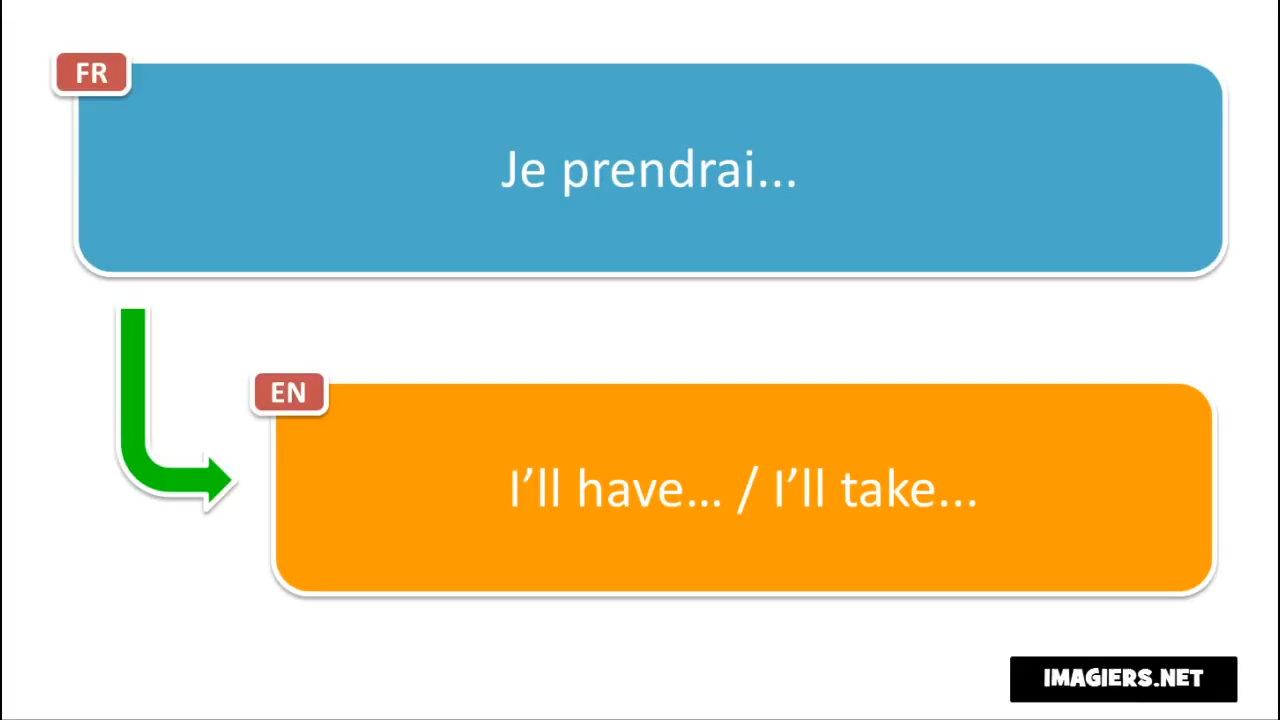 FR
Je prendrai...
EN
I’ll have... / I’ll take...
IMAGIERS.NET